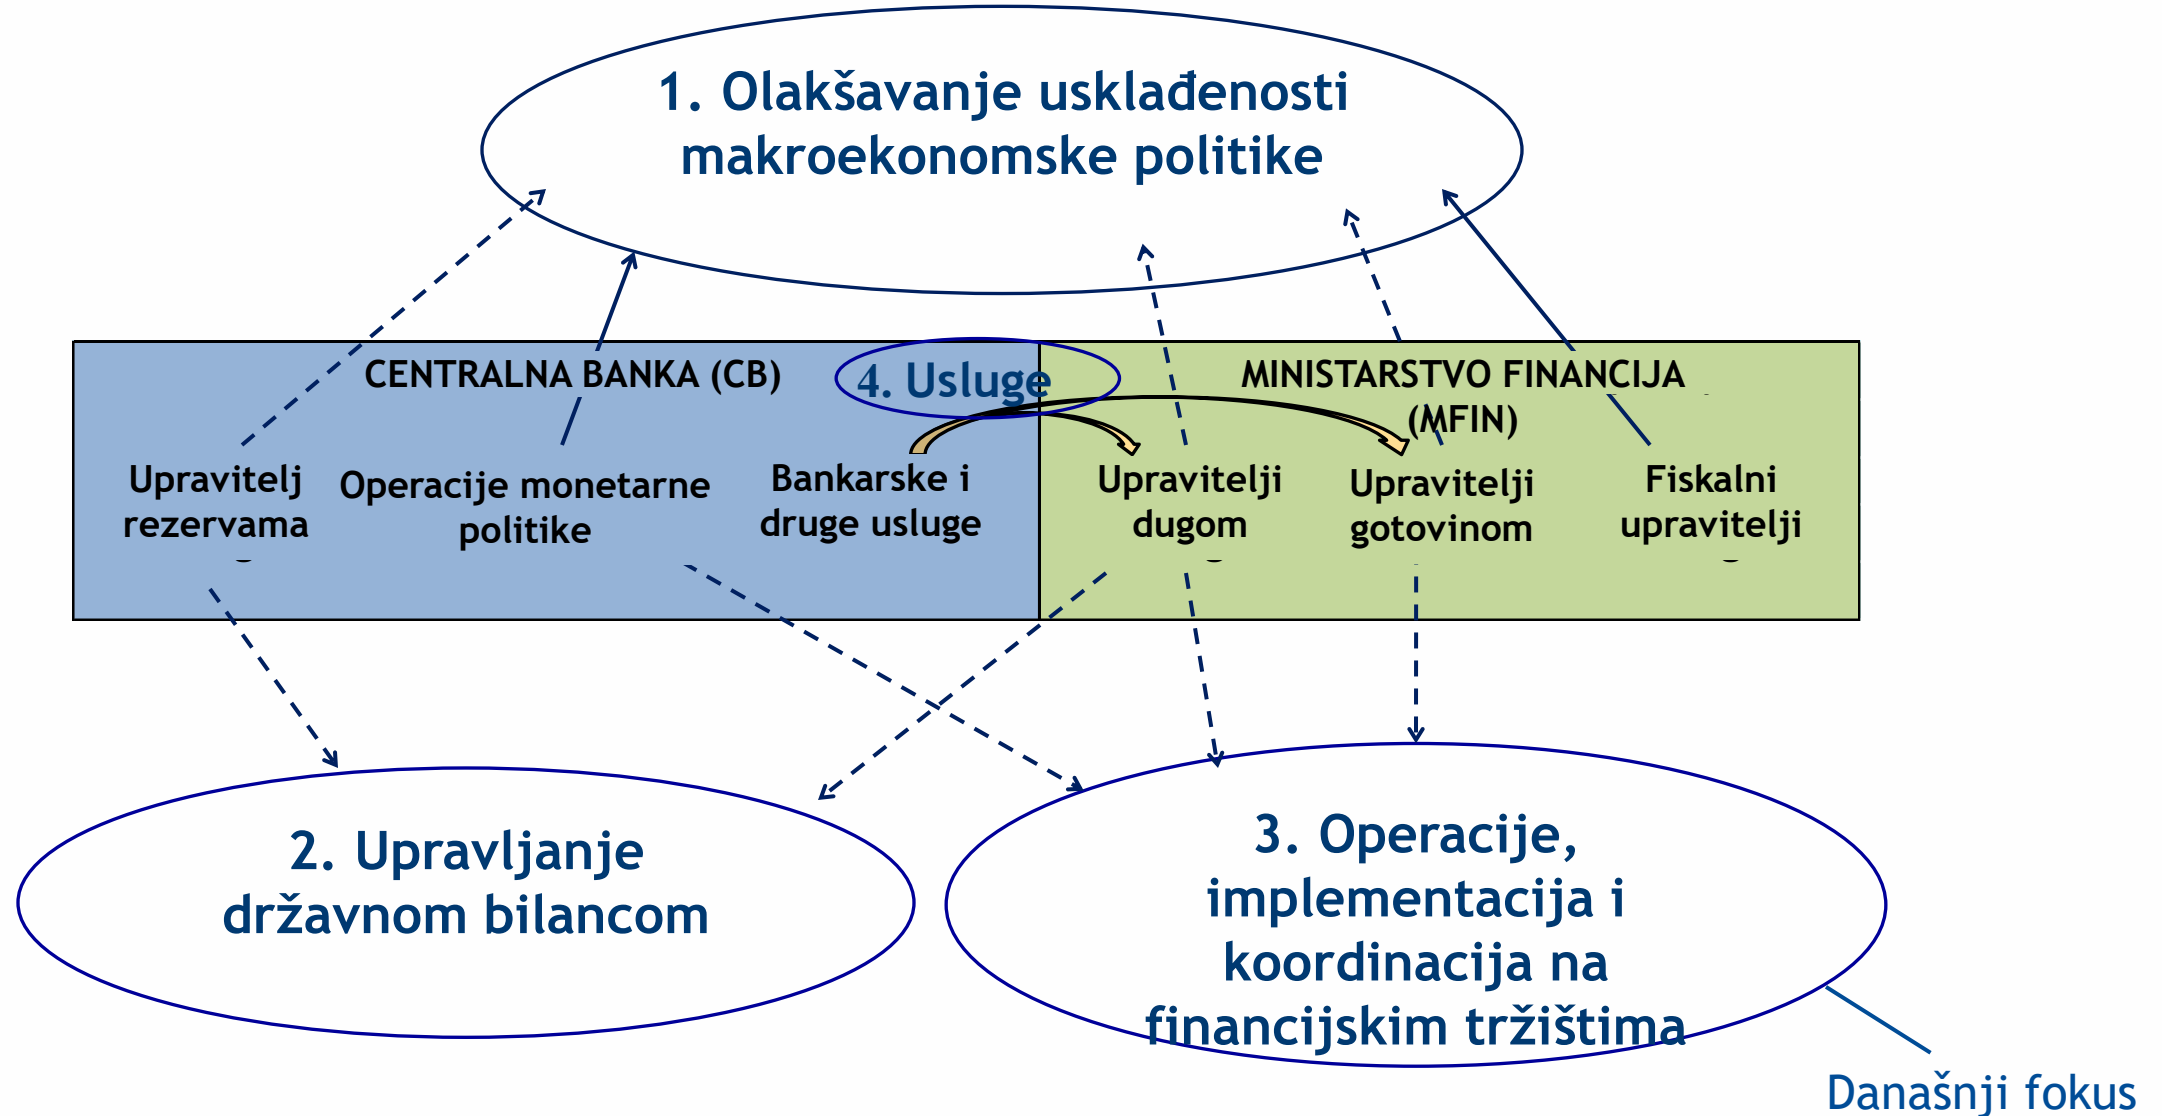 1. Olakšavanje usklađenosti
makroekonomske politike
CENTRALNA BANKA (CB)
4. Usluge
MINISTARSTVO FINANCIJA
(MFIN)
Upravitelj
rezervama
Operacije monetarne
politike
Bankarske i
druge usluge
Upravitelji
dugom
Upravitelji
gotovinom
Fiskalni
upravitelji
2. Upravljanje
državnom bilancom
3. Operacije,
implementacija i
koordinacija na
financijskim tržištima
Današnji fokus